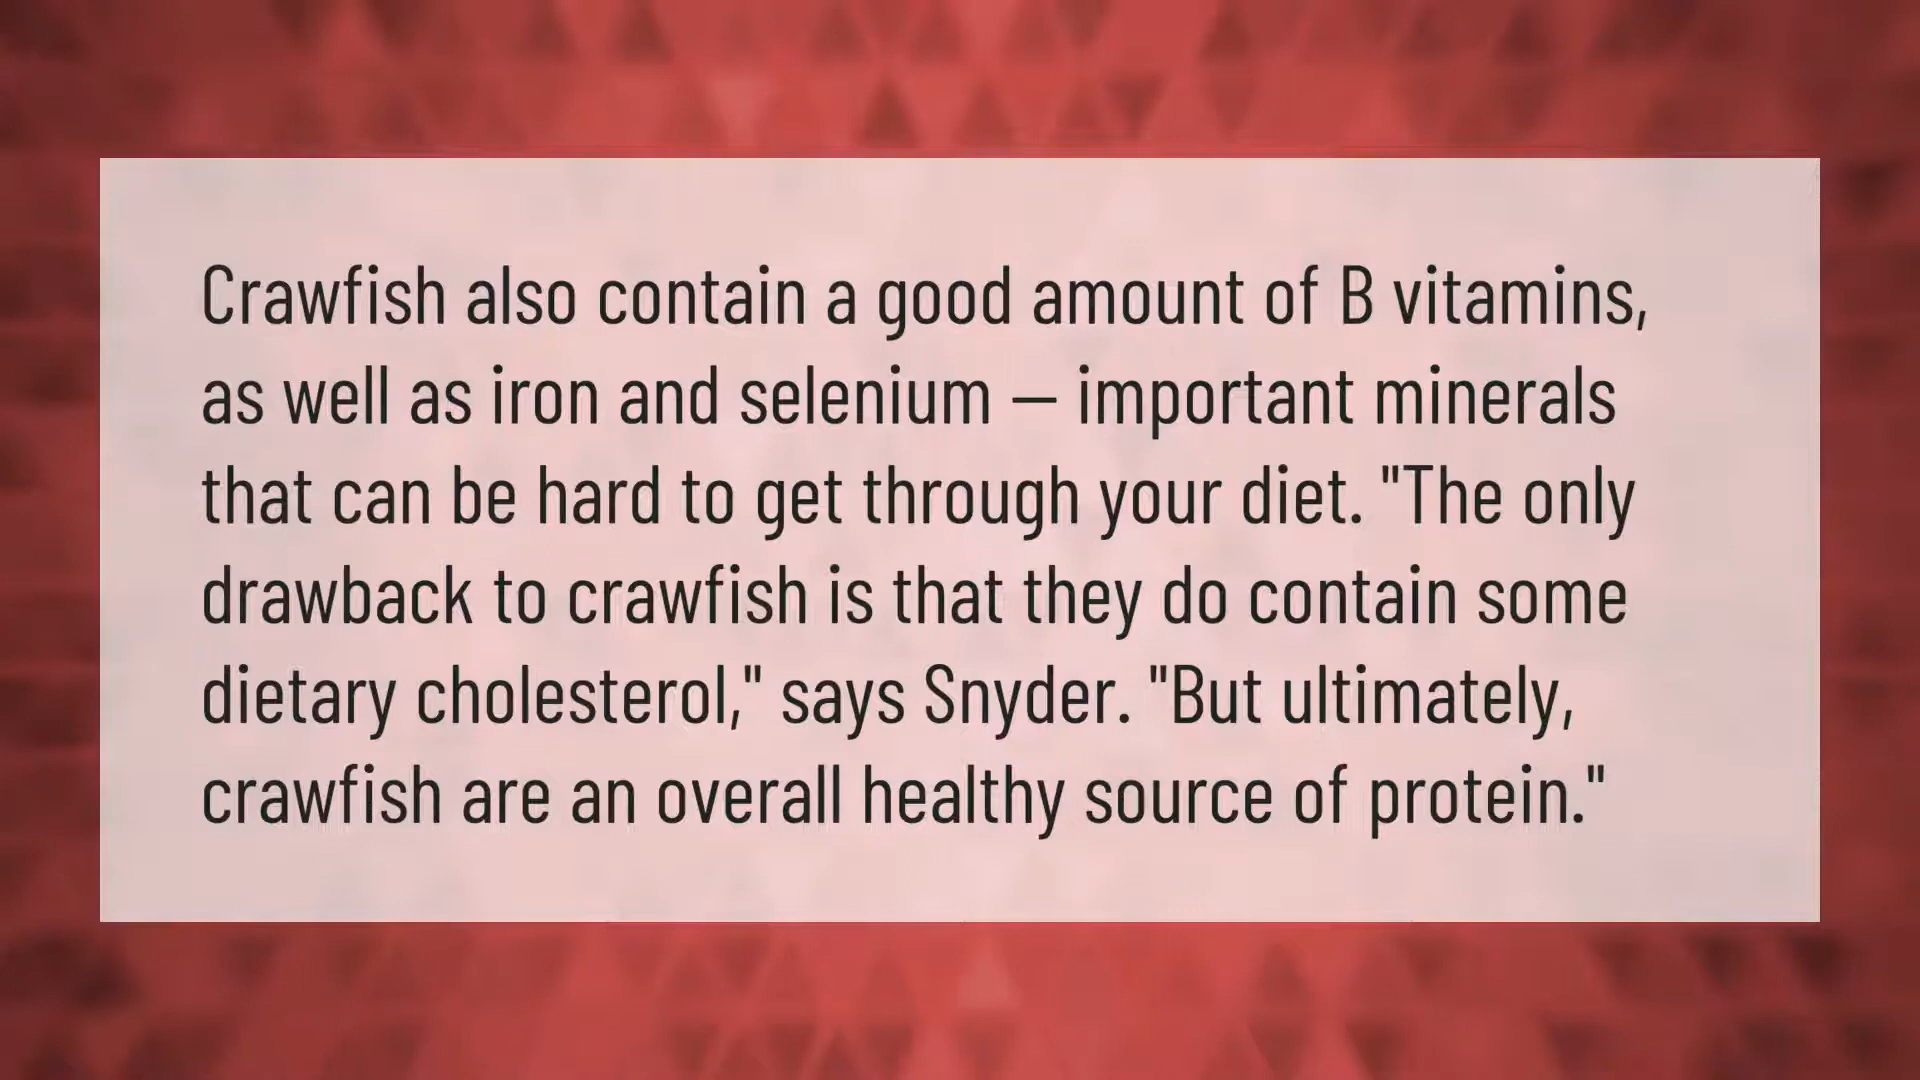 Crawfish also contain a good amount of B vitamins,
as well as iron and selenium — important minerals
that can be hard to get through your diet. "The only
drawback to crawfish is that they do contain some
dietary cholesterol," says Snyder. "But ultimately,
crawfish are an overall healthy source of protein."